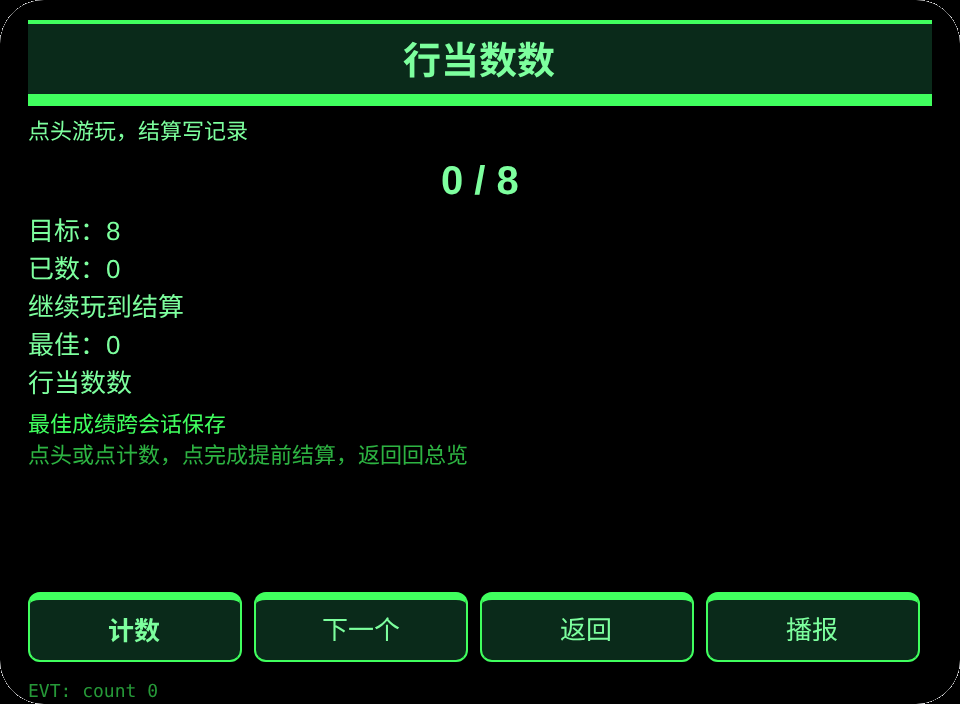 行当数数
点头游玩，结算写记录
0 / 8
目标：8
已数：0
继续玩到结算
最佳：0
行当数数
最佳成绩跨会话保存
点头或点计数，点完成提前结算，返回回总览
计数 下一个 返回 播报
EVT: count 0